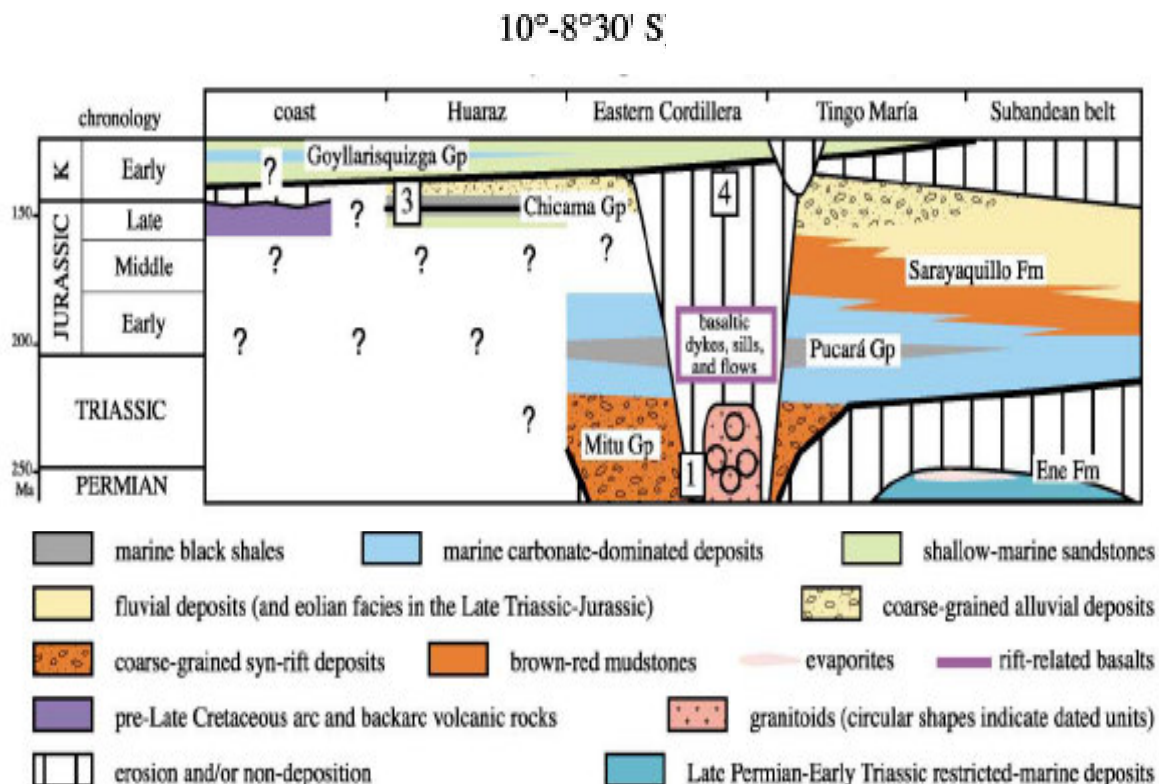 10°-8°30' S
chronology coast Huaraz Eastern Cordillera Tingo María Subandean belt
K Early ? Goyllarisquizga Gp
150. JURASSIC Late ? 3 Chicama Gp 4
Middle ? ? ? ? Sarayaquillo Fm
200. Early ? ? ? basaltic dykes, sills, and flows Pucará Gp
TRIASSIC ? Mitu Gp
250. Ma PERMIAN 1 Ene Fm
marine black shales marine carbonate-dominated deposits shallow-marine sandstones
fluvial deposits (and eolian facies in the Late Triassic-Jurassic) coarse-grained alluvial deposits
coarse-grained syn-rift deposits brown-red mudstones evaporites rift-related basalts
pre-Late Cretaceous arc and backarc volcanic rocks granitoids (circular shapes indicate dated units)
erosion and/or non-deposition Late Permian-Early Triassic restricted-marine deposits